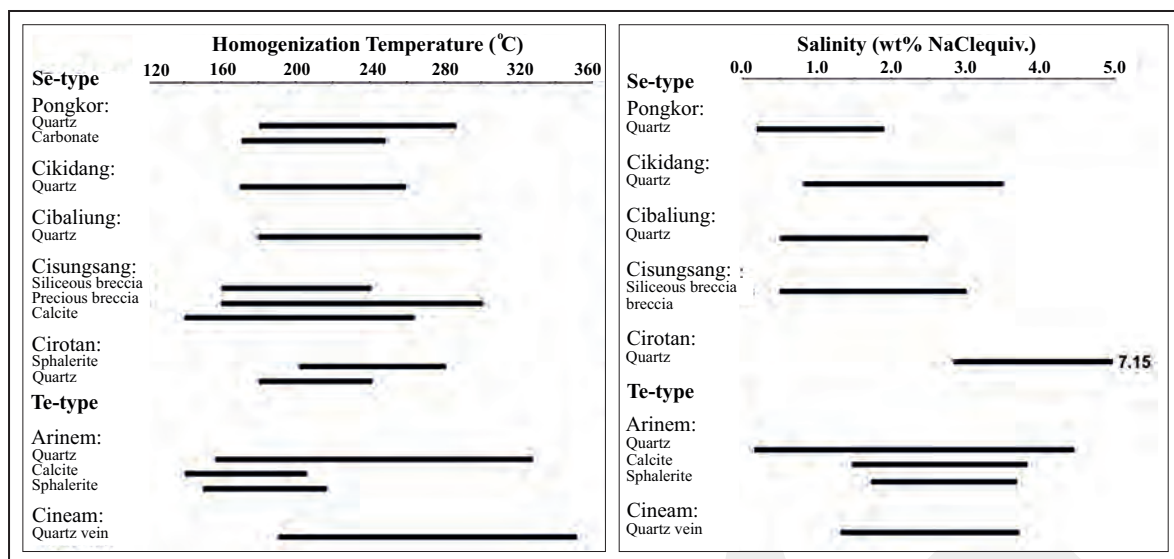 Homogenization Temperature (°C)
Se-type
120 160 200 240 280 320 360
Pongkor:
Quartz
Carbonate
Cikidang:
Quartz
Cibaliung:
Quartz
Cisungsang:
Siliceous breccia
Precious breccia
Calcite
Cirotan:
Sphalerite
Quartz
Te-type
Arinem:
Quartz
Calcite
Sphalerite
Cineam:
Quartz vein
Salinity (wt% NaClequiv.)
0.0 1.0 2.0 3.0 4.0 5.0
Se-type
Pongkor:
Quartz
Cikidang:
Quartz
Cibaliung:
Quartz
Cisungsang:
Siliceous breccia
breccia
Cirotan:
Quartz 7.15
Te-type
Arinem:
Quartz
Calcite
Sphalerite
Cineam:
Quartz vein